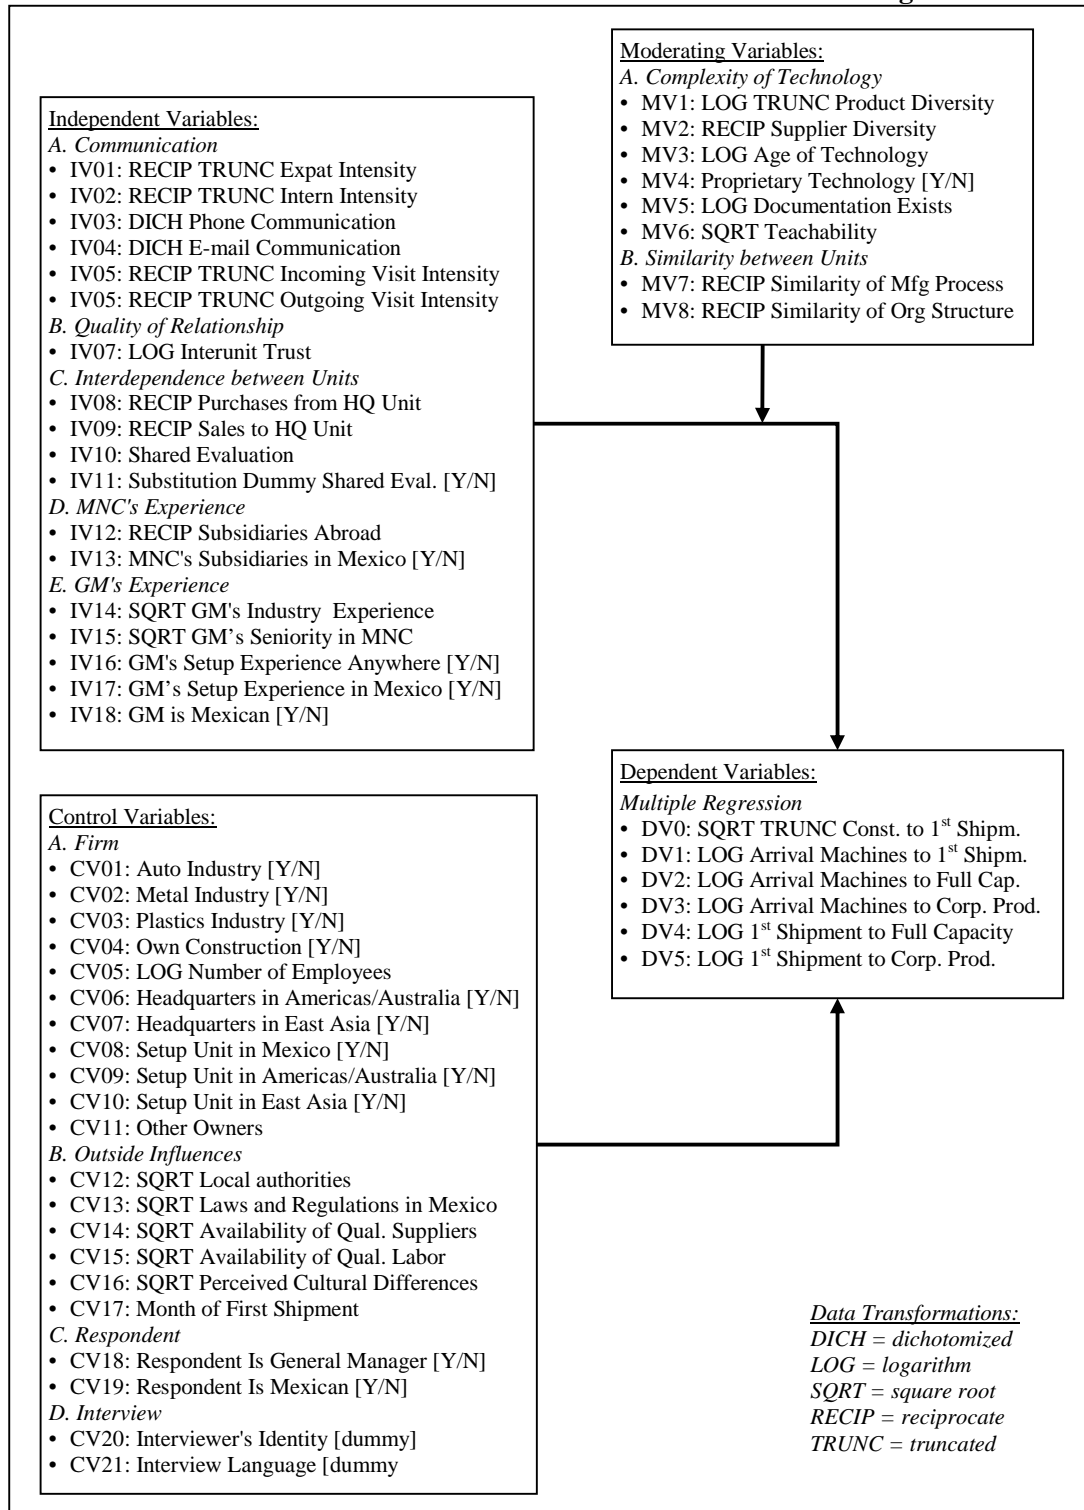 Independent Variables:
A. Communication
• IV01: RECIP TRUNC Expat Intensity
• IV02: RECIP TRUNC Intern Intensity
• IV03: DICH Phone Communication
• IV04: DICH E-mail Communication
• IV05: RECIP TRUNC Incoming Visit Intensity
• IV05: RECIP TRUNC Outgoing Visit Intensity
B. Quality of Relationship
• IV07: LOG Interunit Trust
C. Interdependence between Units
• IV08: RECIP Purchases from HQ Unit
• IV09: RECIP Sales to HQ Unit
• IV10: Shared Evaluation
• IV11: Substitution Dummy Shared Eval. [Y/N]
D. MNC's Experience
• IV12: RECIP Subsidiaries Abroad
• IV13: MNC's Subsidiaries in Mexico [Y/N]
E. GM's Experience
• IV14: SQRT GM's Industry  Experience
• IV15: SQRT GM’s Seniority in MNC
• IV16: GM's Setup Experience Anywhere [Y/N]
• IV17: GM’s Setup Experience in Mexico [Y/N]
• IV18: GM is Mexican [Y/N]
Moderating Variables:
A. Complexity of Technology
• MV1: LOG TRUNC Product Diversity
• MV2: RECIP Supplier Diversity
• MV3: LOG Age of Technology
• MV4: Proprietary Technology [Y/N]
• MV5: LOG Documentation Exists
• MV6: SQRT Teachability
B. Similarity between Units
• MV7: RECIP Similarity of Mfg Process
• MV8: RECIP Similarity of Org Structure
Control Variables:
A. Firm
• CV01: Auto Industry [Y/N]
• CV02: Metal Industry [Y/N]
• CV03: Plastics Industry [Y/N]
• CV04: Own Construction [Y/N]
• CV05: LOG Number of Employees
• CV06: Headquarters in Americas/Australia [Y/N]
• CV07: Headquarters in East Asia [Y/N]
• CV08: Setup Unit in Mexico [Y/N]
• CV09: Setup Unit in Americas/Australia [Y/N]
• CV10: Setup Unit in East Asia [Y/N]
• CV11: Other Owners
B. Outside Influences
• CV12: SQRT Local authorities
• CV13: SQRT Laws and Regulations in Mexico
• CV14: SQRT Availability of Qual. Suppliers
• CV15: SQRT Availability of Qual. Labor
• CV16: SQRT Perceived Cultural Differences
• CV17: Month of First Shipment
C. Respondent
• CV18: Respondent Is General Manager [Y/N]
• CV19: Respondent Is Mexican [Y/N]
D. Interview
• CV20: Interviewer's Identity [dummy]
• CV21: Interview Language [dummy
Dependent Variables:
Multiple Regression
• DV0: SQRT TRUNC Const. to 1st Shipm.
• DV1: LOG Arrival Machines to 1st Shipm.
• DV2: LOG Arrival Machines to Full Cap.
• DV3: LOG Arrival Machines to Corp. Prod.
• DV4: LOG 1st Shipment to Full Capacity
• DV5: LOG 1st Shipment to Corp. Prod.
Data Transformations:
DICH = dichotomized
LOG = logarithm
SQRT = square root
RECIP = reciprocate
TRUNC = truncated